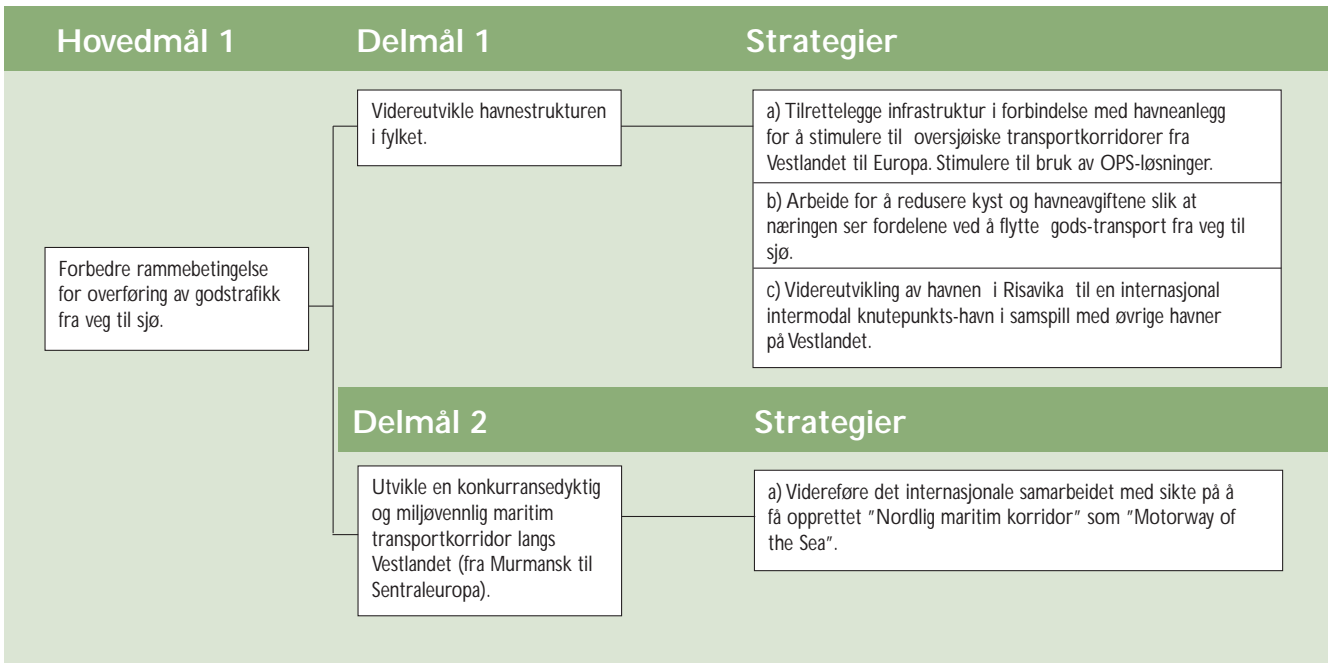 Hovedmål 1
Delmål 1
Strategier
Forbedre rammebetingelse
for overføring av godstrafikk
fra veg til sjø.
Videreutvikle havnestrukturen
i fylket.
a) Tilrettelegge infrastruktur i forbindelse med havneanlegg
for å stimulere til oversjøiske transportkorridorer fra
Vestlandet til Europa. Stimulere til bruk av OPS-løsninger.
b) Arbeide for å redusere kyst og havneavgiftene slik at
næringen ser fordelene ved å flytte gods-transport fra veg til
sjø.
c) Videreutvikling av havnen i Risavika til en internasjonal
intermodal knutepunkts-havn i samspill med øvrige havner
på Vestlandet.
Delmål 2
Strategier
Utvikle en konkurransedyktig
og miljøvennlig maritim
transportkorridor langs
Vestlandet (fra Murmansk til
Sentraleuropa).
a) Videreføre det internasjonale samarbeidet med sikte på å
få opprettet "Nordlig maritim korridor" som "Motorway of
the Sea".